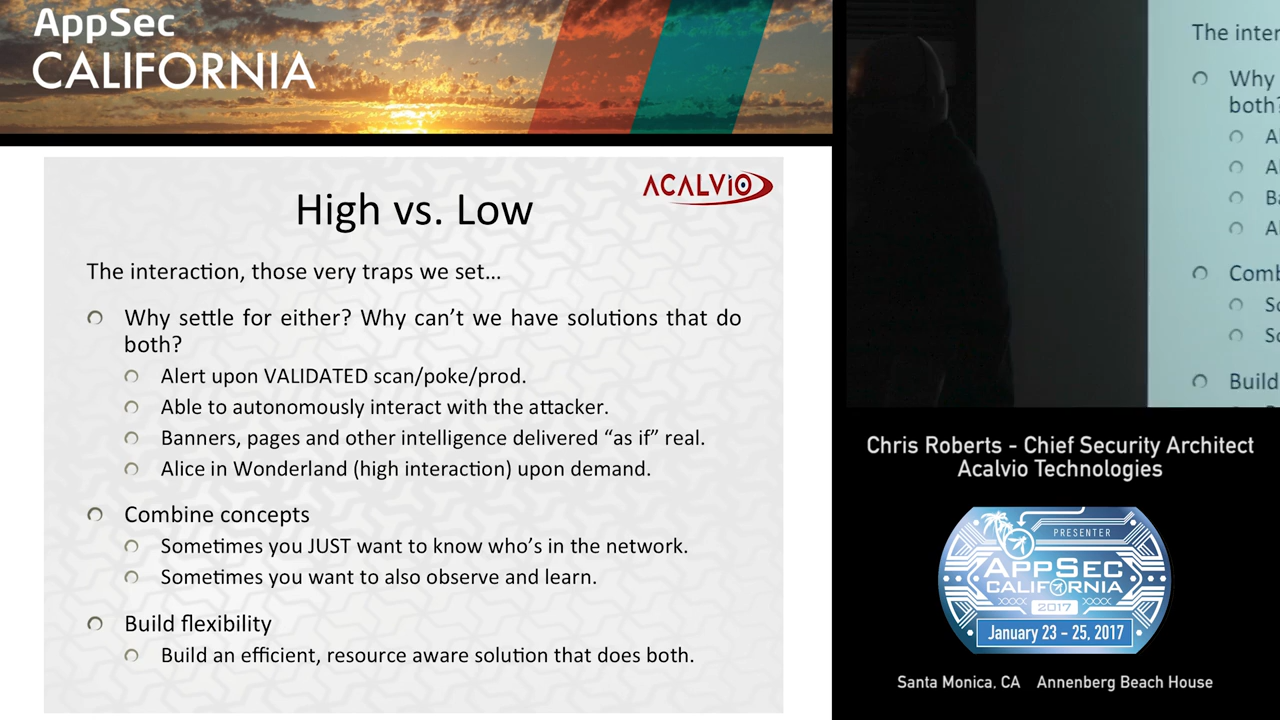 AppSec
CALIFORNIA
ACALVIO
High vs. Low
The interaction, those very traps we set...
Why settle for either? Why can't we have solutions that do
both?
Alert upon VALIDATED scan/poke/prod.
Able to autonomously interact with the attacker.
Banners, pages and other intelligence delivered “as if” real.
Alice in Wonderland (high interaction) upon demand.
Combine concepts
Sometimes you JUST want to know who's in the network.
Sometimes you want to also observe and learn.
Build flexibility
Build an efficient, resource aware solution that does both.
The inter
Why
both?
A
Al
Ba
Al
Comb
So
So
Build
Chris Roberts - Chief Security Architect
Acalvio Technologies
PRESENTER
APPSEC
CALIFORNIA
2017
January 23 - 25, 2017
Santa Monica, CA Annenberg Beach House